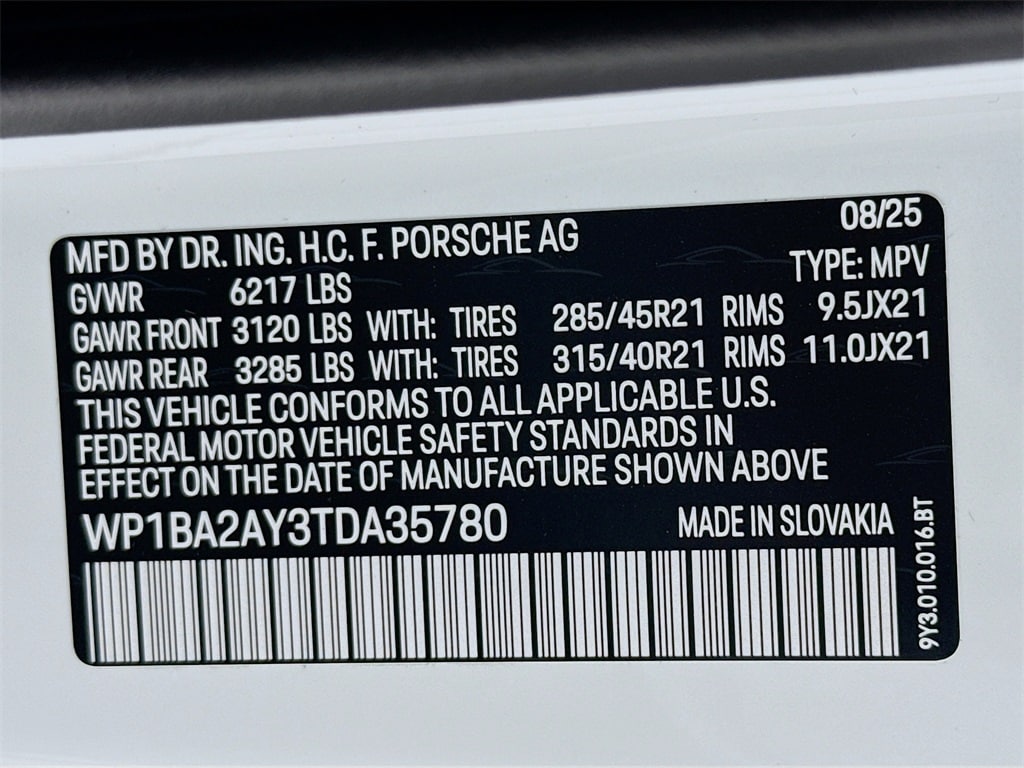 08/25
MFD BY DR. ING. H.C. F. PORSCHE AG
TYPE: MPV
GVWR 6217 LBS
GAWR FRONT 3120 LBS WITH: TIRES 285/45R21 RIMS 9.5JX21
GAWR REAR 3285 LBS WITH: TIRES 315/40R21 RIMS 11.0JX21
THIS VEHICLE CONFORMS TO ALL APPLICABLE U.S.
FEDERAL MOTOR VEHICLE SAFETY STANDARDS IN
EFFECT ON THE DATE OF MANUFACTURE SHOWN ABOVE
WP1BA2AY3TDA35780 MADE IN SLOVAKIA
9Y3.010.016.BT